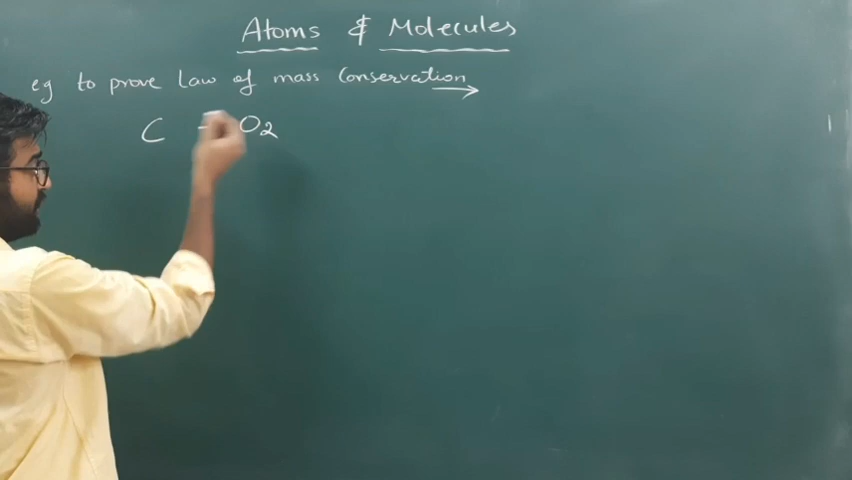 Atoms & Molecules
eg to prove Law of mass Conservation →
C + O2